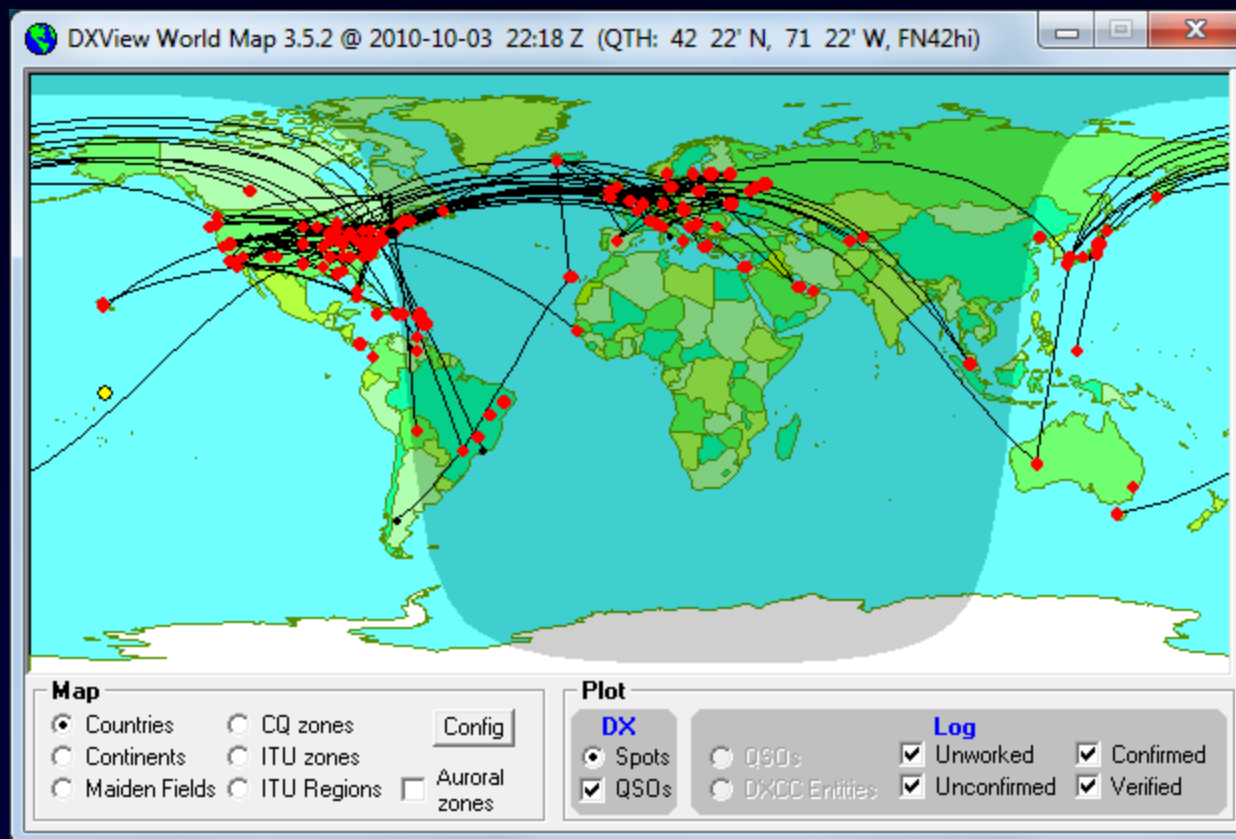 DXView World Map 3.5.2 @ 2010-10-03 22:18 Z (QTH: 42 22' N, 71 22' W, FN42hi)
Map
Countries
CQ zones
Config
Continents
ITU zones
Maiden Fields
ITU Regions
Auroral zones
Plot
DX
Spots
QSOs
Log
QSOs
Unworked
Confirmed
DXCC Entities
Unconfirmed
Verified